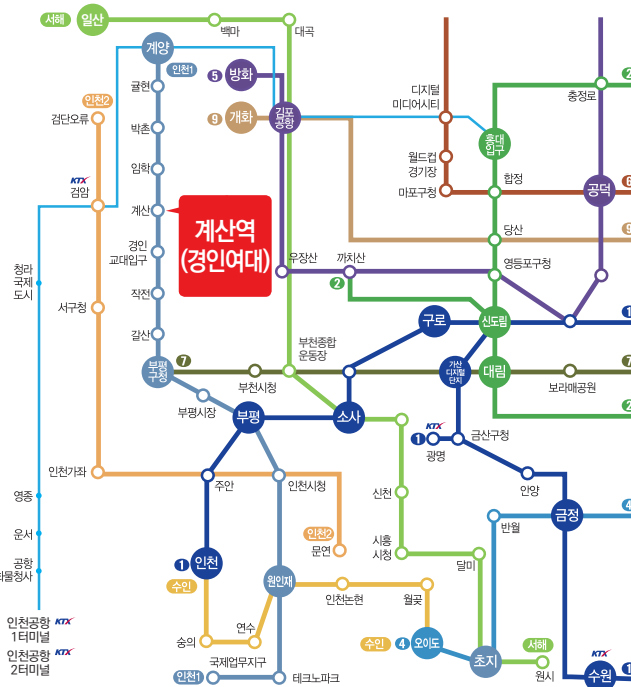 서해
일산
백마
대곡
계양
인천1
5
방화
9
개화
김포
공항
디지털
미디어시티
충정로
2
귤현
인천2
검단오류
박촌
홍대
입구
KTX
검암
임학
월드컵
경기장
합정
마포구청
공덕
6
계산
계산역
(경인여대)
당산
9
경인
교대입구
우장산
까치산
영등포구청
청라
국제
도시
2
작전
서구청
구로
신도림
1
갈산
부천종합
운동장
부평
구청
7
가산
디지털
단지
대림
7
부천시청
보라매공원
부평시장
2
부평
소사
KTX
1
광명
금산구청
인천가좌
주안
인천시청
신천
안양
영종
4
금정
반월
운서
인천2
문연
시흥
시청
공항
화물청사
1
인천
달미
수인
원인재
인천논현
월곶
인천공항 KTX
1터미널
연수
숭의
수인
4
오이도
서해
인천공항 KTX
2터미널
국제업무지구
초지
KTX
인천1
테크노파크
원시
수원
1